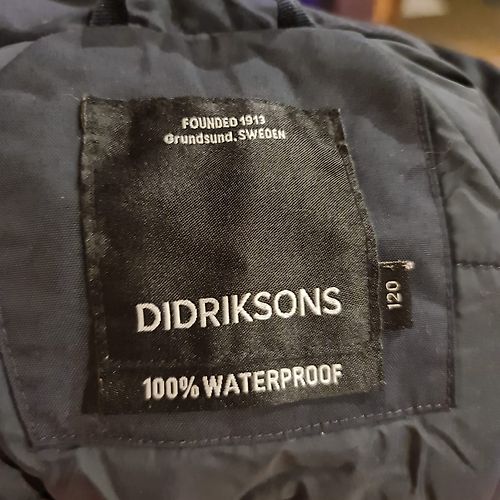 FOUNDED 1913
Grundsund. SWEDEN
DIDRIKSONS
120
100% WATERPROOF